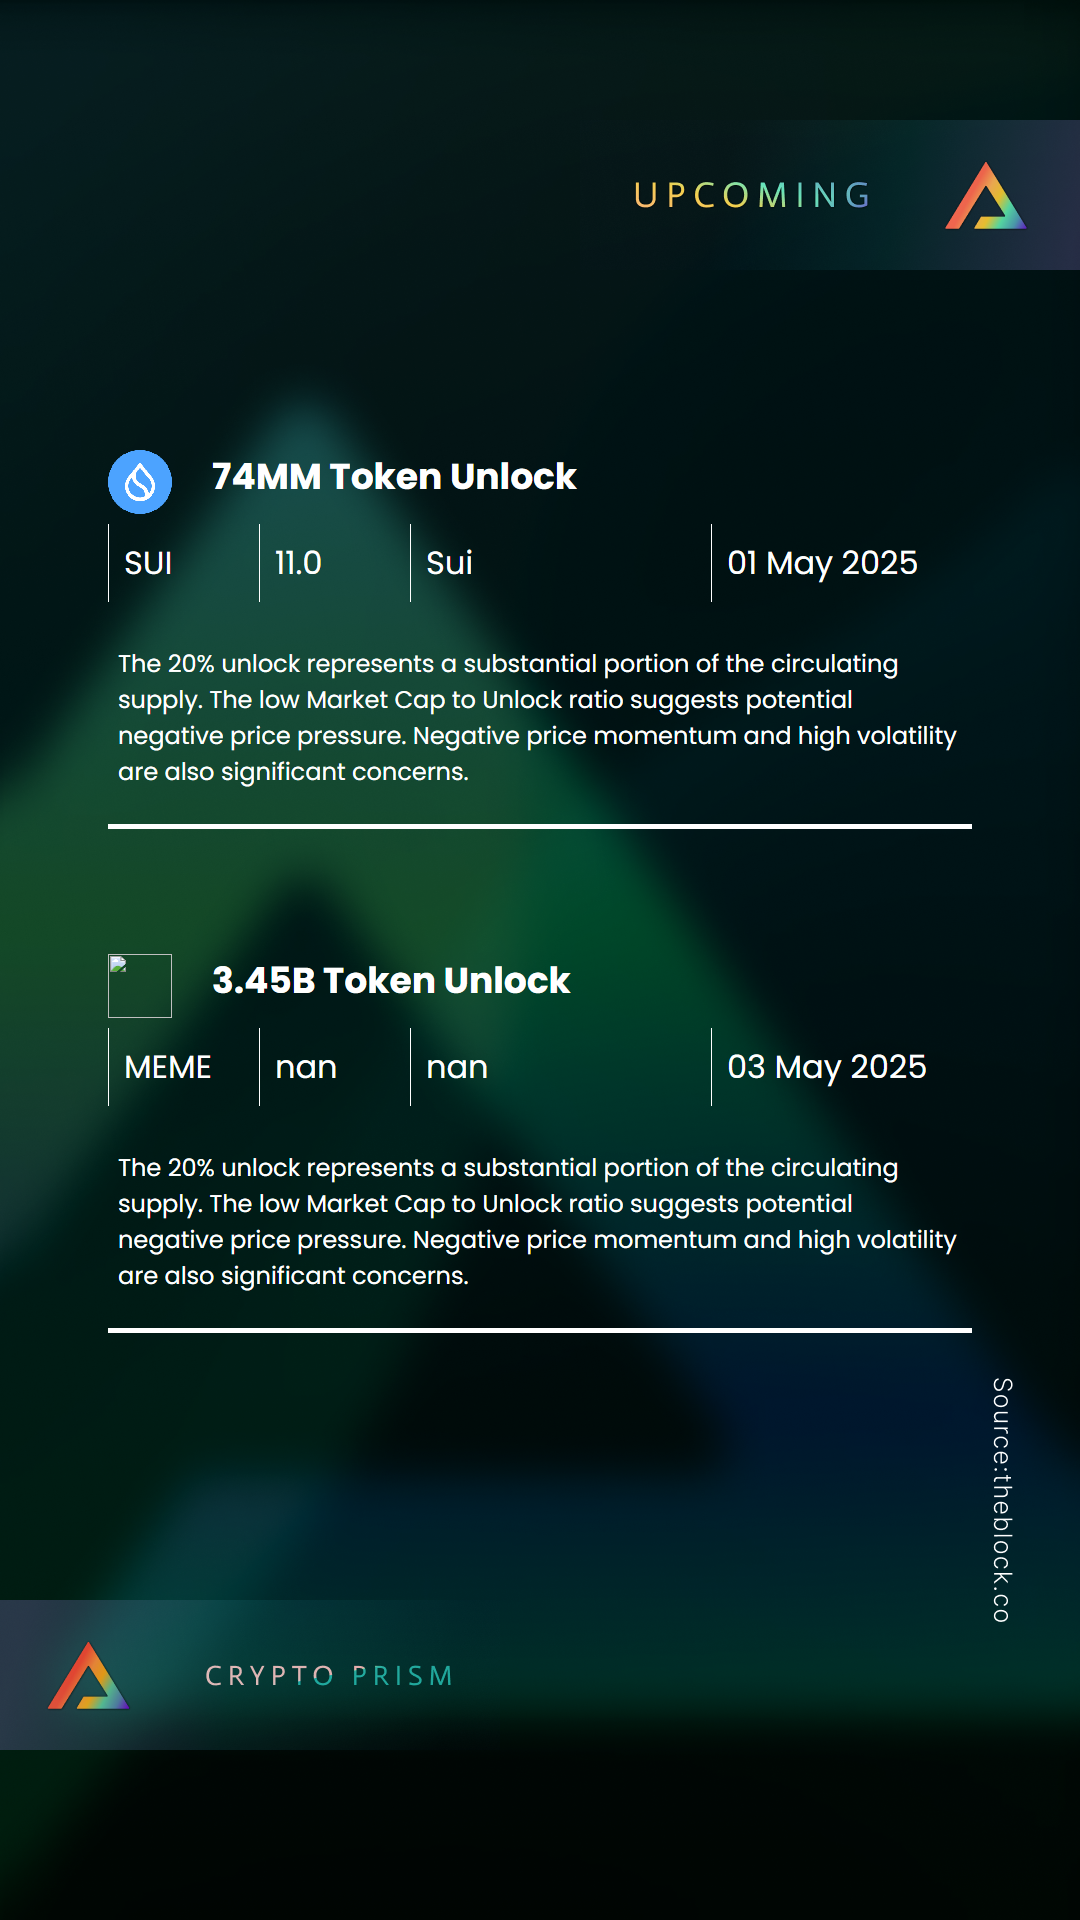 UPCOMING
74MM Token Unlock
SUI 11.0 Sui 01 May 2025
The 20% unlock represents a substantial portion of the circulating
supply. The low Market Cap to Unlock ratio suggests potential
negative price pressure. Negative price momentum and high volatility
are also significant concerns.
3.45B Token Unlock
MEME nan nan 03 May 2025
The 20% unlock represents a substantial portion of the circulating
supply. The low Market Cap to Unlock ratio suggests potential
negative price pressure. Negative price momentum and high volatility
are also significant concerns.
Source:theblock.co
CRYPTO PRISM